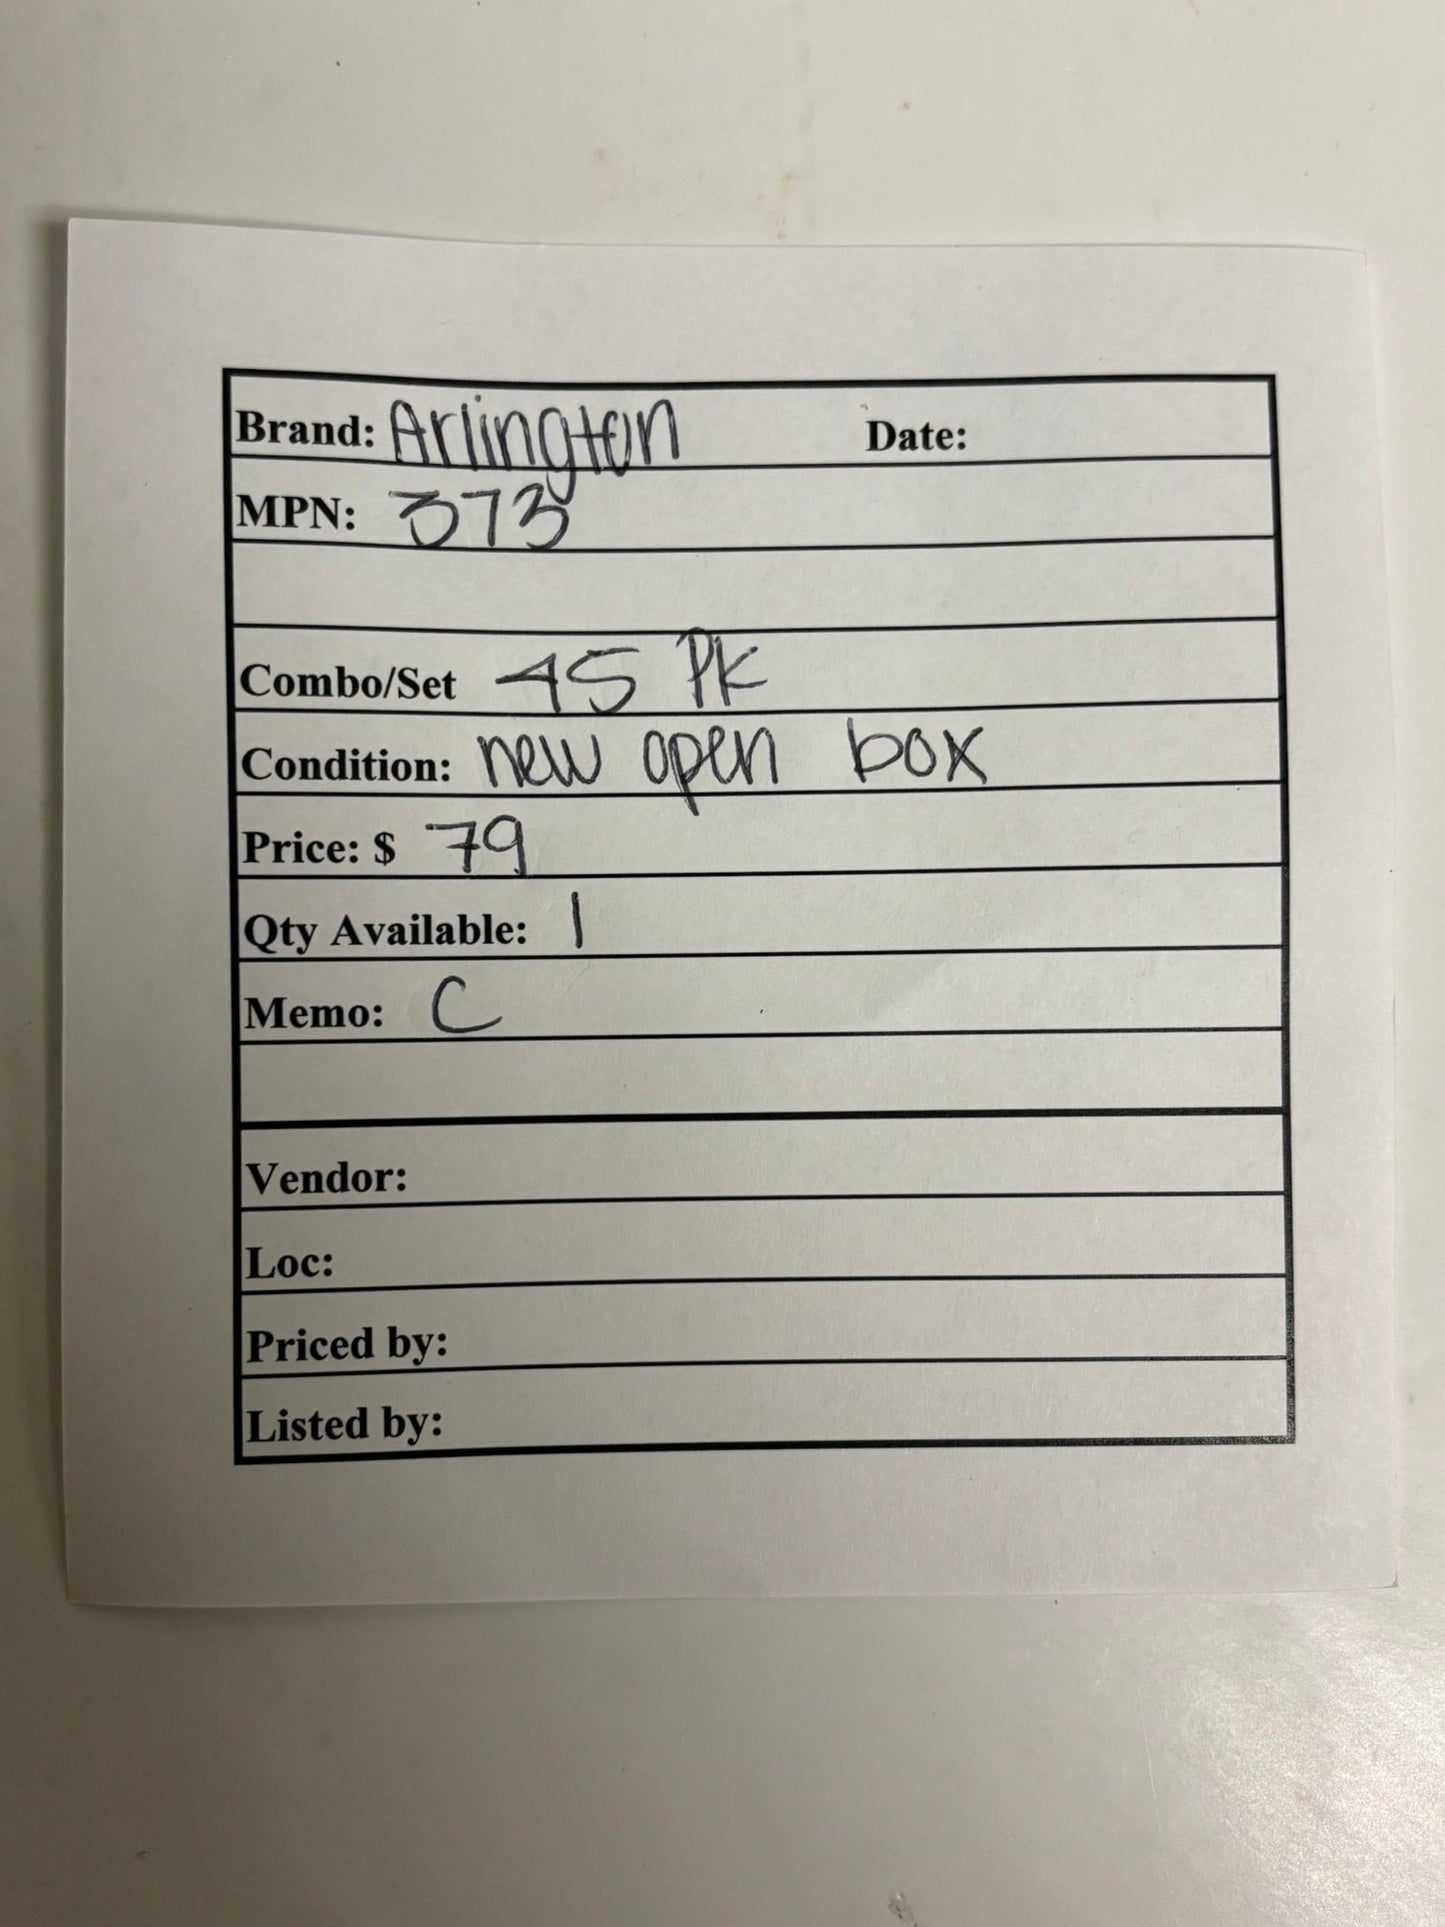 Brand: Arlington Date:
MPN: 373
Combo/Set 45 Pk
Condition: new open box
Price: $ 79
Qty Available: 1
Memo: C
Vendor:
Loc:
Priced by:
Listed by: